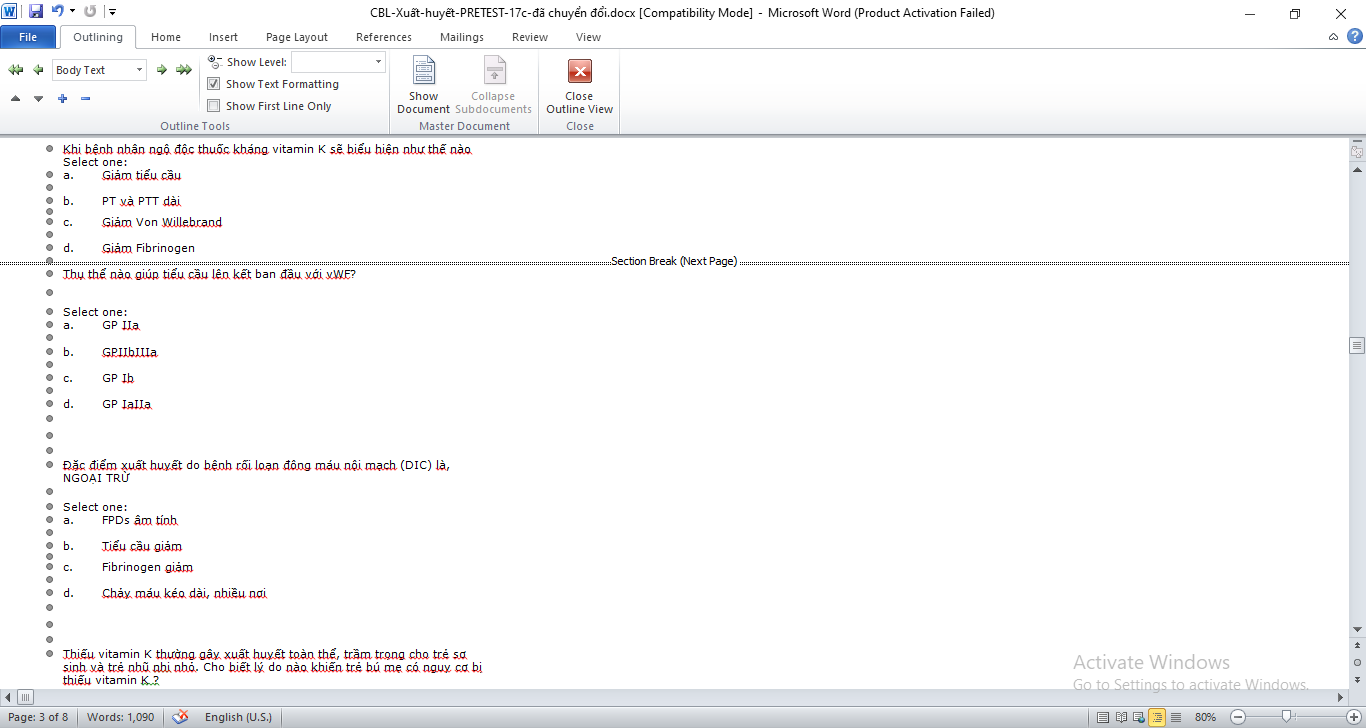 CBL-Xuất-huyết-PRETEST-17c-đã chuyển đổi.docx [Compatibility Mode] - Microsoft Word (Product Activation Failed)
File Outlining Home Insert Page Layout References Mailings Review View
Body Text
Show Level:
Show Text Formatting
Show First Line Only
Outline Tools
Show Document
Collapse Subdocuments
Master Document
Close Outline View
Close
Khi bệnh nhân ngộ độc thuốc kháng vitamin K sẽ biểu hiện như thế nào
Select one:
a. Giảm tiểu cầu
b. PT và PTT dài
c. Giảm Von Willebrand
d. Giảm Fibrinogen
Section Break (Next Page)
Thụ thể nào giúp tiểu cầu lên kết ban đầu với vWF?
Select one:
a. GP IIa
b. GPIIbIIIa
c. GP Ib
d. GP IaIIa
Đặc điểm xuất huyết do bệnh rối loạn đông máu nội mạch (DIC) là,
NGOẠI TRỪ
Select one:
a. FPDs âm tính
b. Tiểu cầu giảm
c. Fibrinogen giảm
d. Chảy máu kéo dài, nhiều nơi
Thiếu vitamin K thường gây xuất huyết toàn thể, trầm trọng cho trẻ sơ
sinh và trẻ nhũ nhi nhỏ. Cho biết lý do nào khiến trẻ bú mẹ có nguy cơ bị
thiếu vitamin K ?
Activate Windows
Go to Settings to activate Windows.
Page: 3 of 8 Words: 1,090 English (U.S.) 80%